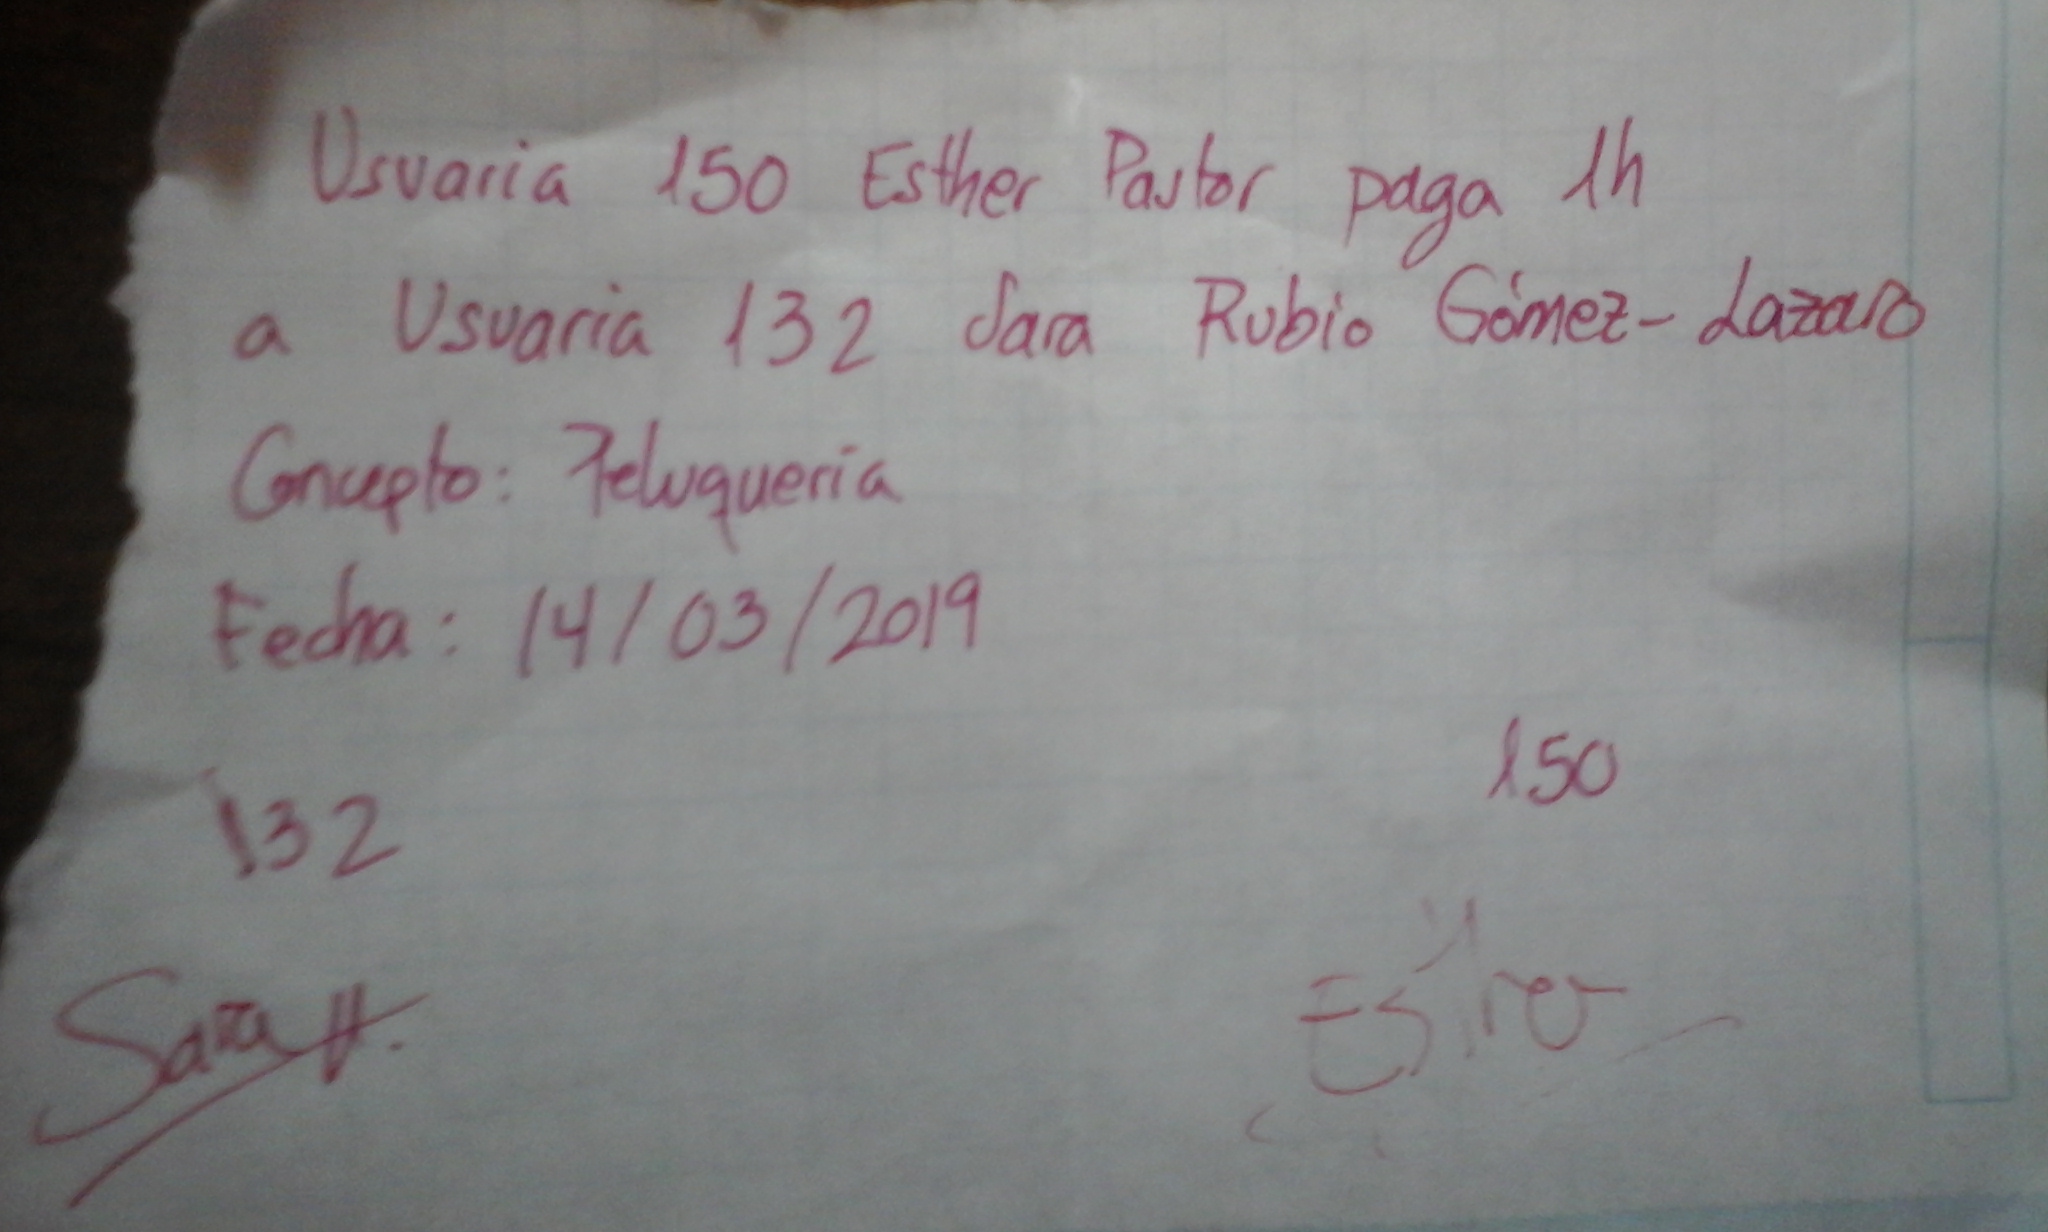 Usuaria 150 Esther Pastor paga 1h
a Usuaria 132 Sara Rubio Gómez-Lazaro
Concepto: Peluqueria
Fecha: 14/03/2019
150
132
Sara
Esther